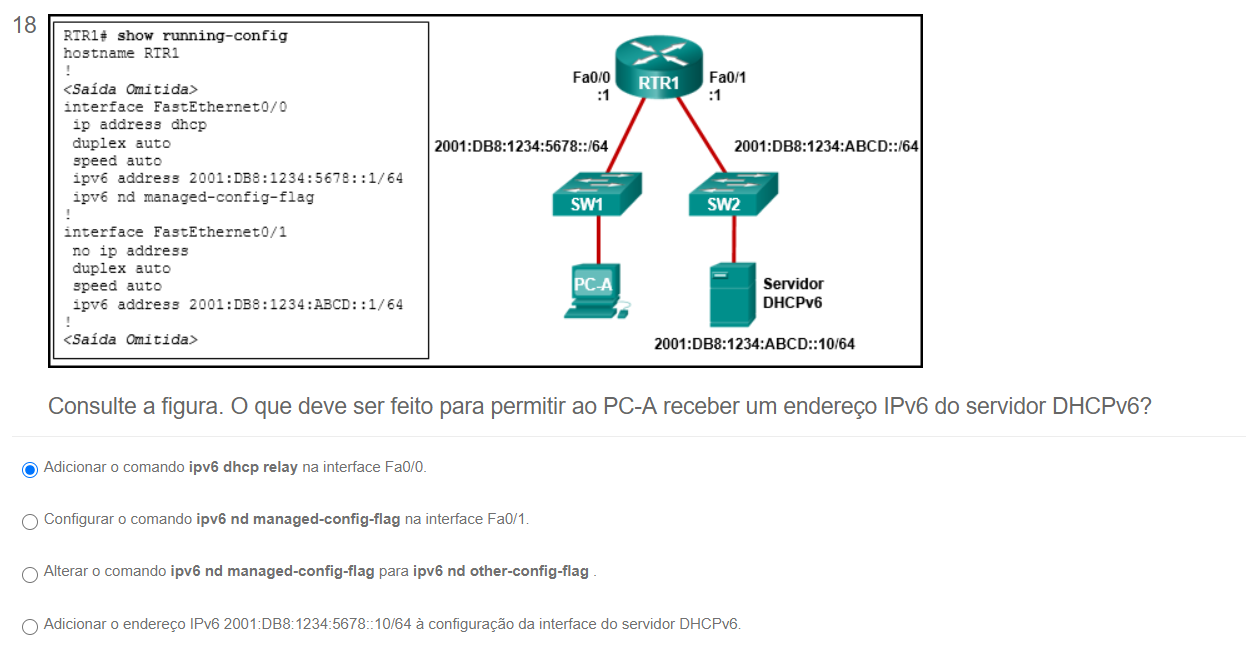 18
RTR1# show running-config
hostname RTR1
!
<Saída Omitida>
interface FastEthernet0/0
ip address dhcp
duplex auto
speed auto
ipv6 address 2001:DB8:1234:5678::1/64
ipv6 nd managed-config-flag
!
interface FastEthernet0/1
no ip address
duplex auto
speed auto
ipv6 address 2001:DB8:1234:ABCD::1/64
!
<Saída Omitida>
Fa0/0
:1
RTR1
Fa0/1
:1
2001:DB8:1234:5678::/64
2001:DB8:1234:ABCD::/64
SW1
SW2
PC-A
Servidor
DHCPv6
2001:DB8:1234:ABCD::10/64
Consulte a figura. O que deve ser feito para permitir ao PC-A receber um endereço IPv6 do servidor DHCPv6?
Adicionar o comando ipv6 dhcp relay na interface Fa0/0.
Configurar o comando ipv6 nd managed-config-flag na interface Fa0/1.
Alterar o comando ipv6 nd managed-config-flag para ipv6 nd other-config-flag .
Adicionar o endereço IPv6 2001:DB8:1234:5678::10/64 à configuração da interface do servidor DHCPv6.